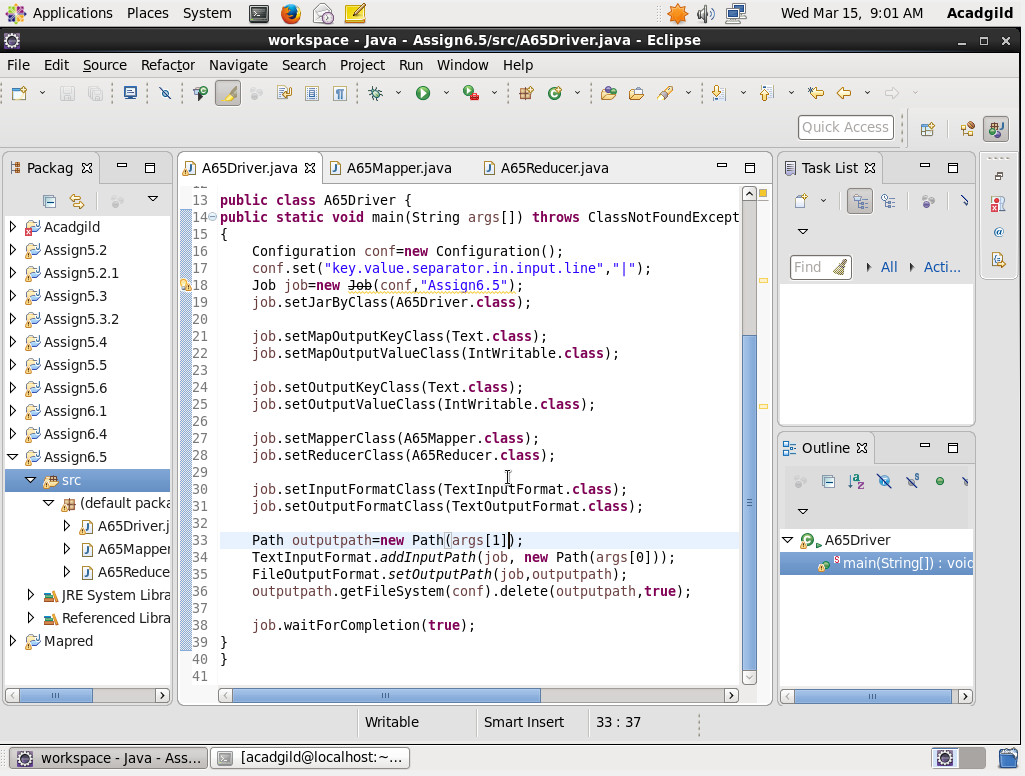 Applications Places System Wed Mar 15, 9:01 AM Acadgild
workspace - Java - Assign6.5/src/A65Driver.java - Eclipse
File Edit Source Refactor Navigate Search Project Run Window Help
Quick Access
Packag
Acadgild
Assign5.2
Assign5.2.1
Assign5.3
Assign5.3.2
Assign5.4
Assign5.5
Assign5.6
Assign6.1
Assign6.4
Assign6.5
src
(default packa
A65Driver.j
A65Mapper
A65Reduce
JRE System Libra
Referenced Libra
Mapred
A65Driver.java A65Mapper.java A65Reducer.java
13 public class A65Driver {
14 public static void main(String args[]) throws ClassNotFoundExcept
15 {
16 Configuration conf=new Configuration();
17 conf.set("key.value.separator.in.input.line","|");
18 Job job=new Job(conf,"Assign6.5");
19 job.setJarByClass(A65Driver.class);
20
21 job.setMapOutputKeyClass(Text.class);
22 job.setMapOutputValueClass(IntWritable.class);
23
24 job.setOutputKeyClass(Text.class);
25 job.setOutputValueClass(IntWritable.class);
26
27 job.setMapperClass(A65Mapper.class);
28 job.setReducerClass(A65Reducer.class);
29
30 job.setInputFormatClass(TextInputFormat.class);
31 job.setOutputFormatClass(TextOutputFormat.class);
32
33 Path outputpath=new Path(args[1]);
34 TextInputFormat.addInputPath(job, new Path(args[0]));
35 FileOutputFormat.setOutputPath(job,outputpath);
36 outputpath.getFileSystem(conf).delete(outputpath,true);
37
38 job.waitForCompletion(true);
39 }
40 }
41
Task List
Find All Acti...
Outline
A65Driver
main(String[]) : void
Writable Smart Insert 33 : 37
workspace - Java - Ass... [acadgild@localhost:~...